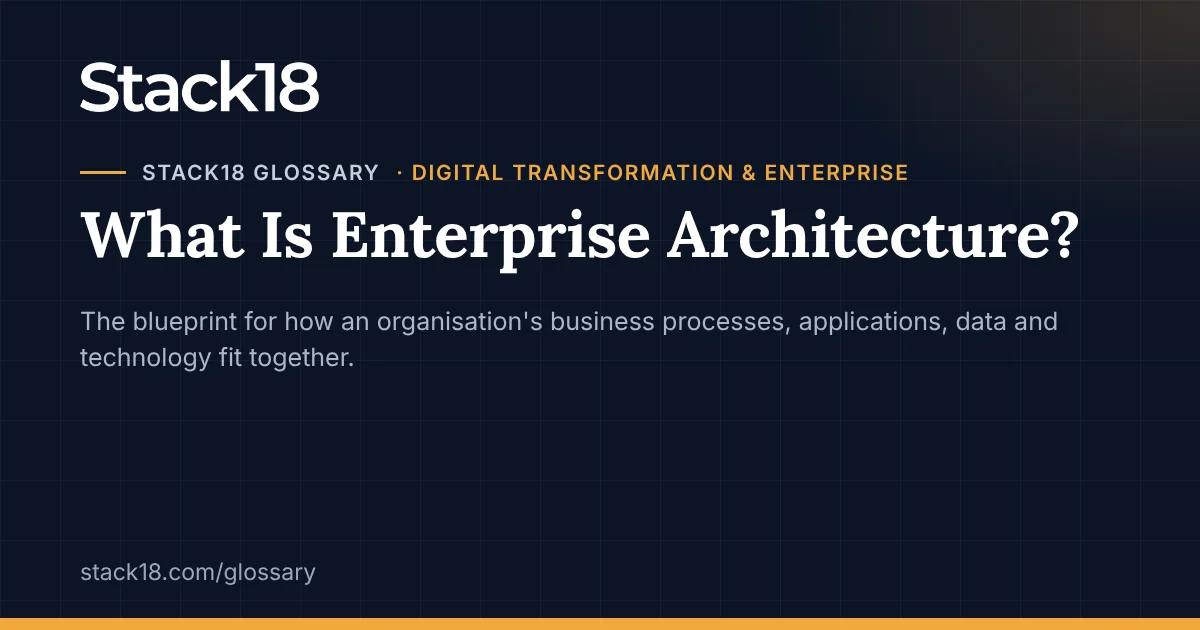 Stack18
STACK18 GLOSSARY · DIGITAL TRANSFORMATION & ENTERPRISE
What Is Enterprise Architecture?
The blueprint for how an organisation's business processes, applications, data and
technology fit together.
stack18.com/glossary